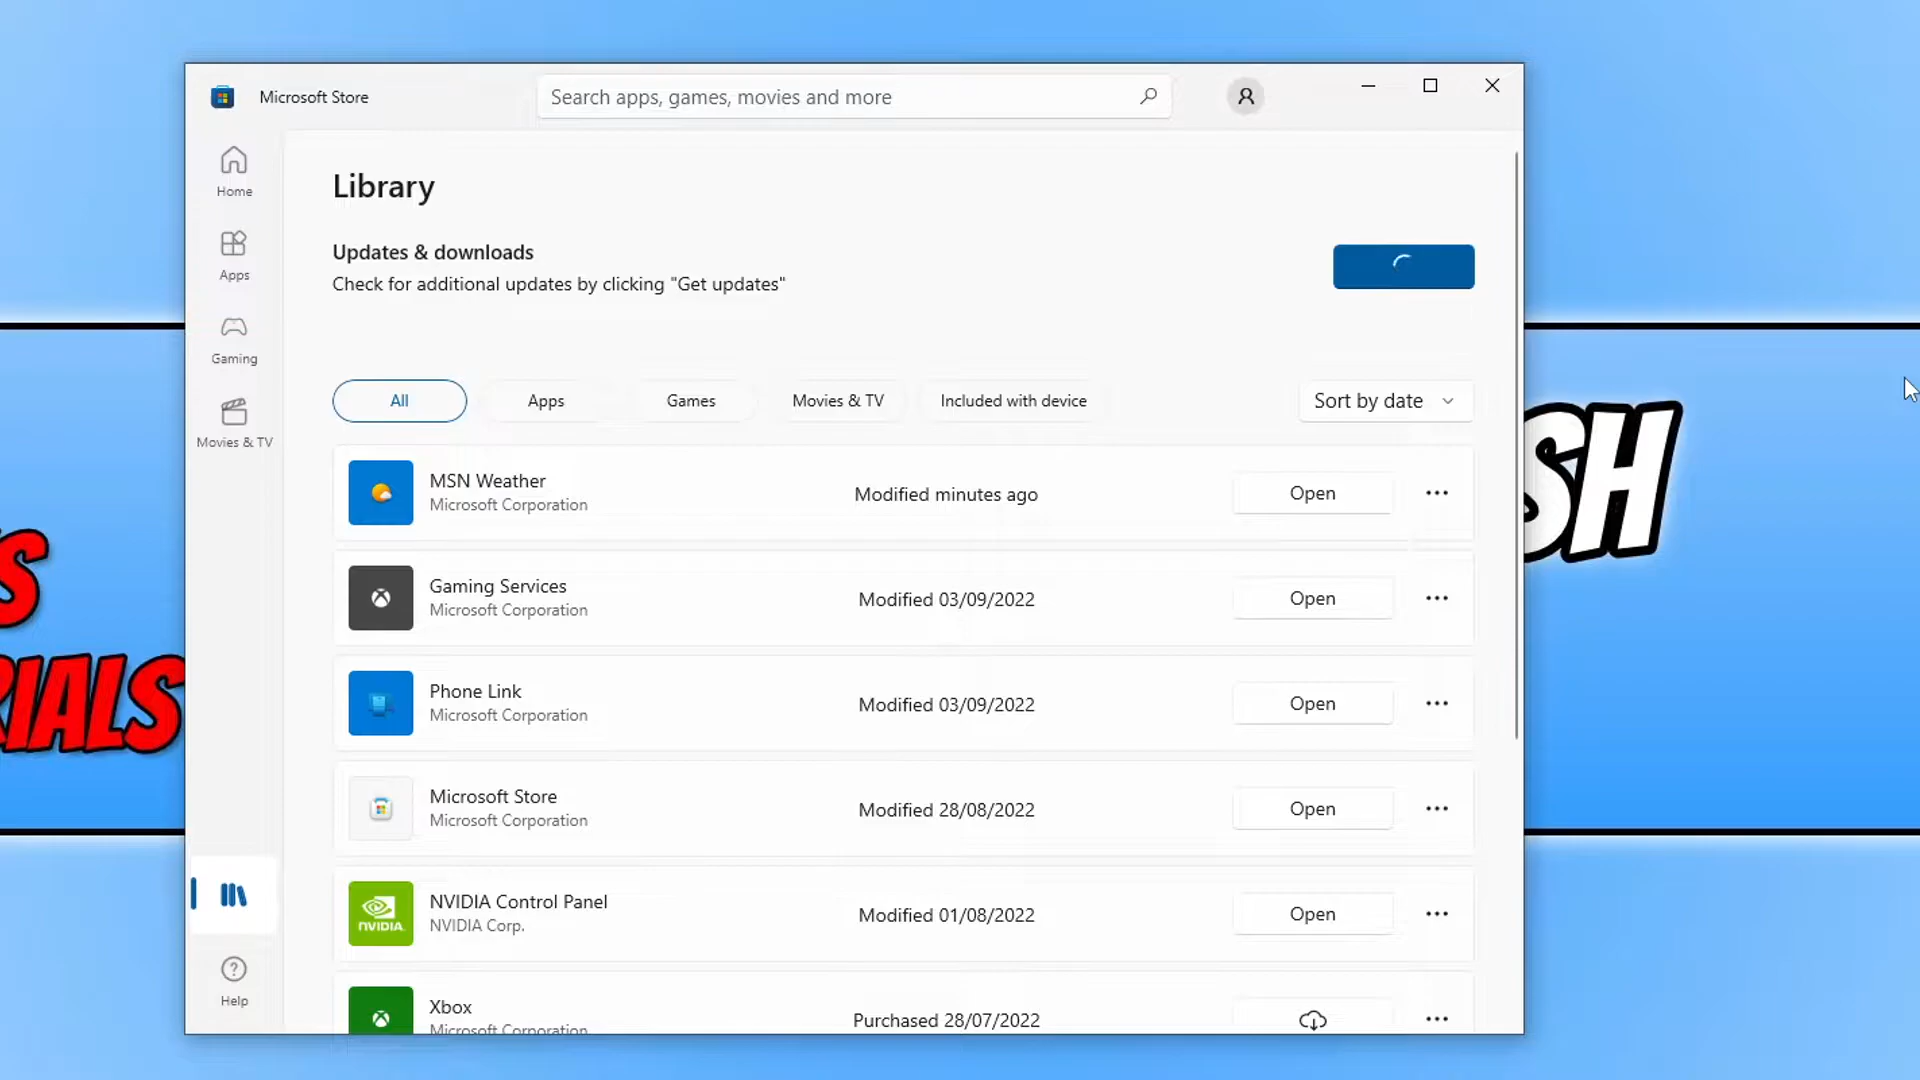 Microsoft Store
Search apps, games, movies and more
Home
Apps
Gaming
Movies & TV
Library
Updates & downloads
Check for additional updates by clicking "Get updates"
All
Apps
Games
Movies & TV
Included with device
Sort by date
MSN Weather
Microsoft Corporation
Modified minutes ago
Open
Gaming Services
Microsoft Corporation
Modified 03/09/2022
Open
Phone Link
Microsoft Corporation
Modified 03/09/2022
Open
Microsoft Store
Microsoft Corporation
Modified 28/08/2022
Open
NVIDIA
NVIDIA Control Panel
NVIDIA Corp.
Modified 01/08/2022
Open
Xbox
Microsoft Corporation
Purchased 28/07/2022
Help
S
RIALS
SH